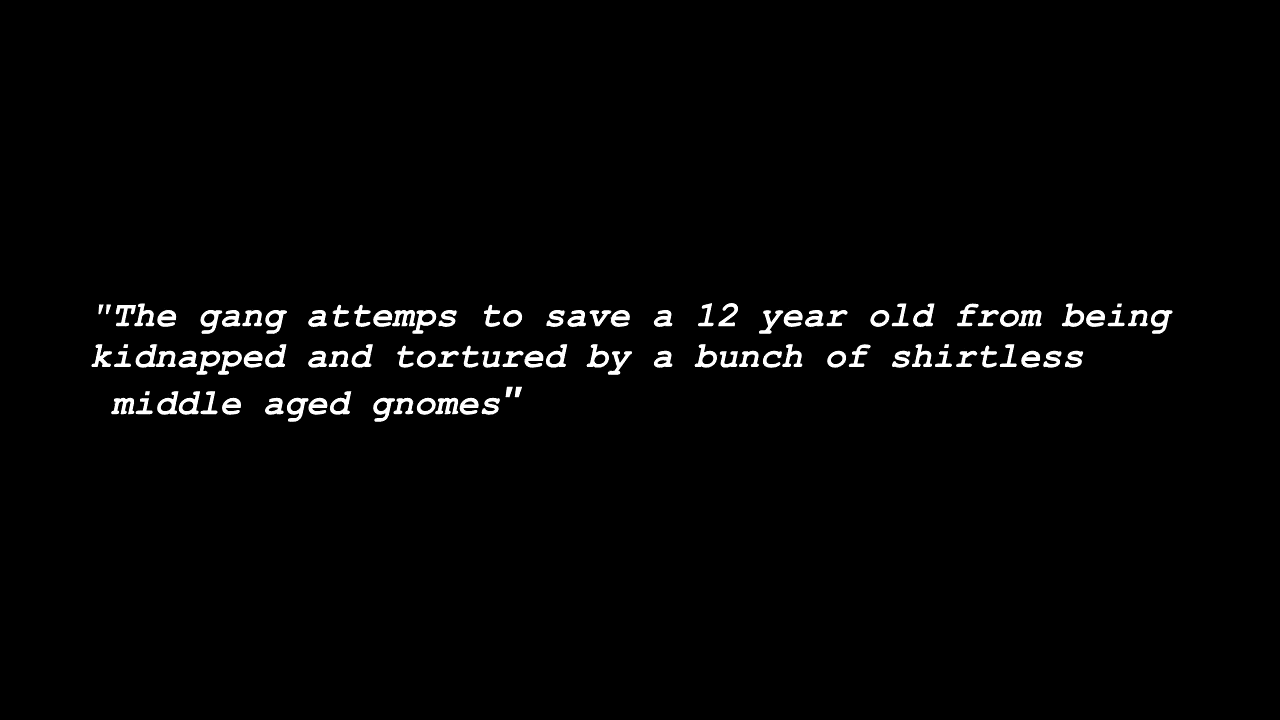 "The gang attemps to save a 12 year old from being
kidnapped and tortured by a bunch of shirtless
middle aged gnomes"